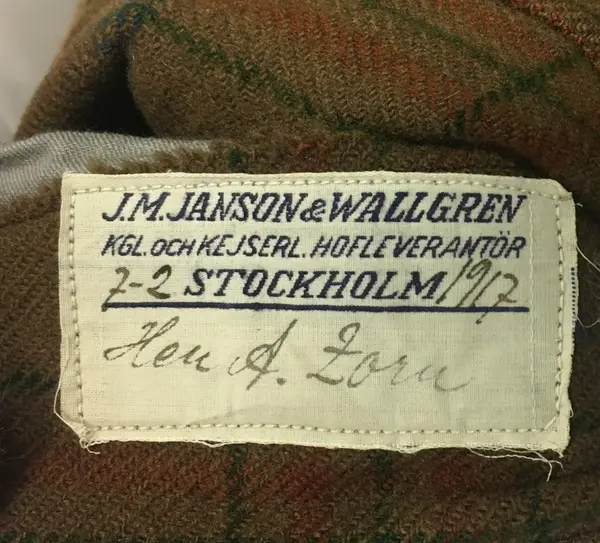 J.M. JANSON & WALLGREN
KGL. OCH KEJSERL. HOFLEVERANTÖR
7-2 STOCKHOLM 1917
Herr A. Zorn